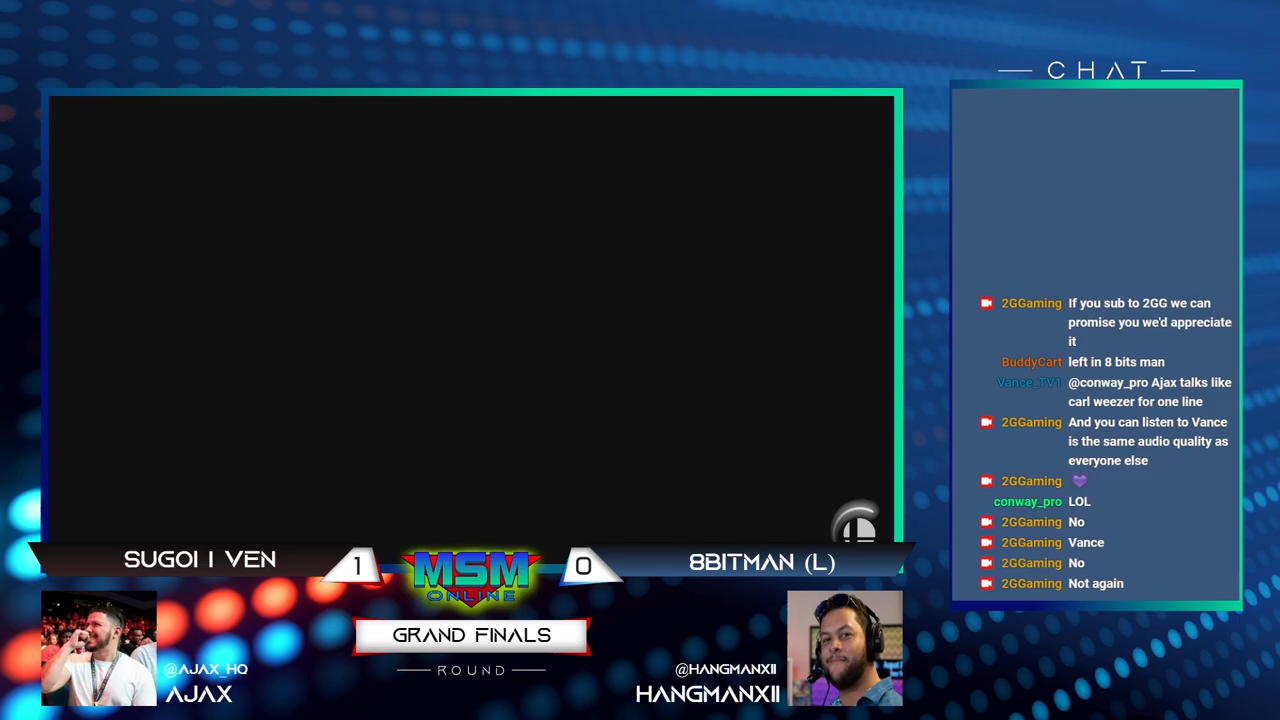 CHAT
2GGaming If you sub to 2GG we can
promise you we'd appreciate
it
BuddyCart left in 8 bits man
Vance_TV1 @conway_pro Ajax talks like
carl weezer for one line
2GGaming And you can listen to Vance
is the same audio quality as
everyone else
2GGaming 💜
conway_pro LOL
2GGaming No
2GGaming Vance
2GGaming No
2GGaming Not again
SUGOI | VEN 1 MSM 0 8BITMAN (L)
ONLINE
GRAND FINALS
ROUND
@AJAX_HQ
AJAX
@HANGMANXII
HANGMANXII